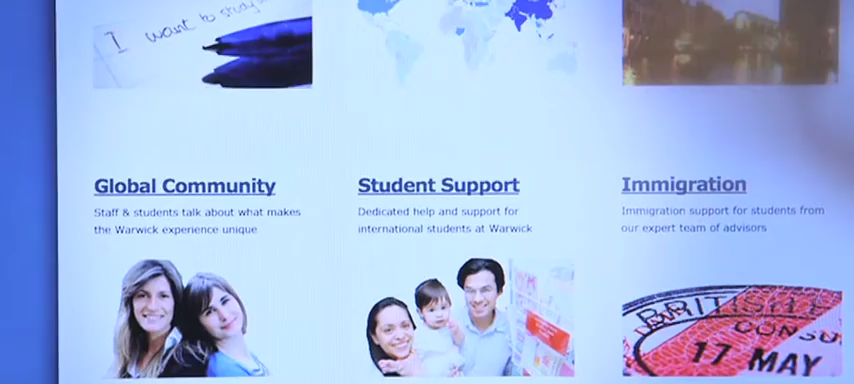 I want to study
Global Community
Student Support
Immigration
Staff & students talk about what makes
the Warwick experience unique
Dedicated help and support for
international students at Warwick
Immigration support for students from
our expert team of advisors
BRITISH
CONSU
17 MAY